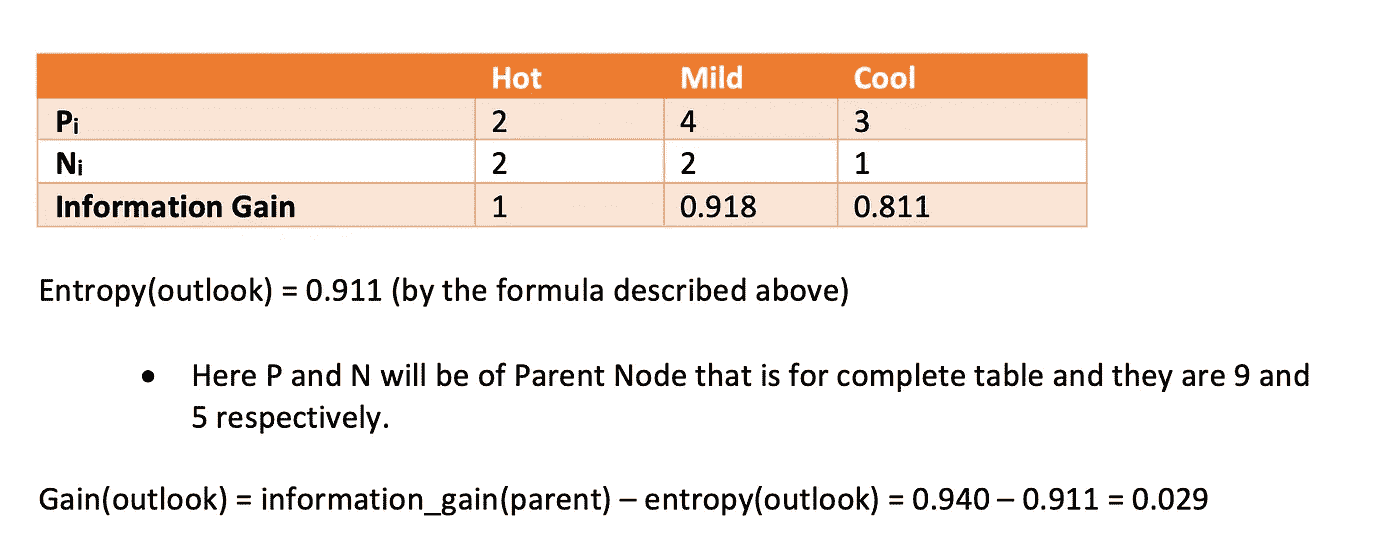 Hot Mild Cool
Pi 2 4 3
Ni 2 2 1
Information Gain 1 0.918 0.811
Entropy(outlook) = 0.911 (by the formula described above)
• Here P and N will be of Parent Node that is for complete table and they are 9 and
5 respectively.
Gain(outlook) = information_gain(parent) – entropy(outlook) = 0.940 – 0.911 = 0.029